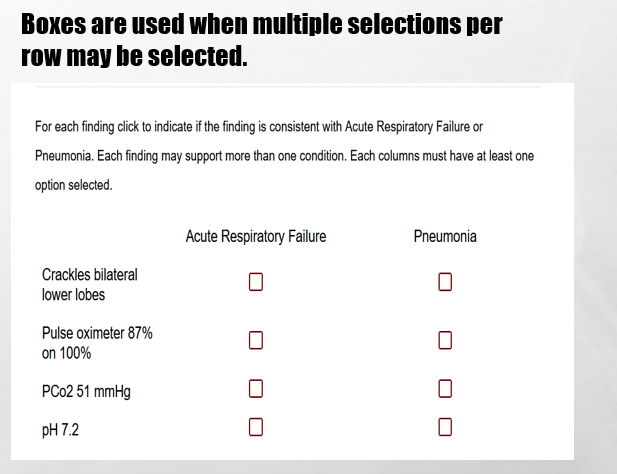 Boxes are used when multiple selections per
row may be selected.
For each finding click to indicate if the finding is consistent with Acute Respiratory Failure or
Pneumonia. Each finding may support more than one condition. Each columns must have at least one
option selected.
Acute Respiratory Failure Pneumonia
Crackles bilateral
lower lobes
Pulse oximeter 87%
on 100%
PCo2 51 mmHg
pH 7.2